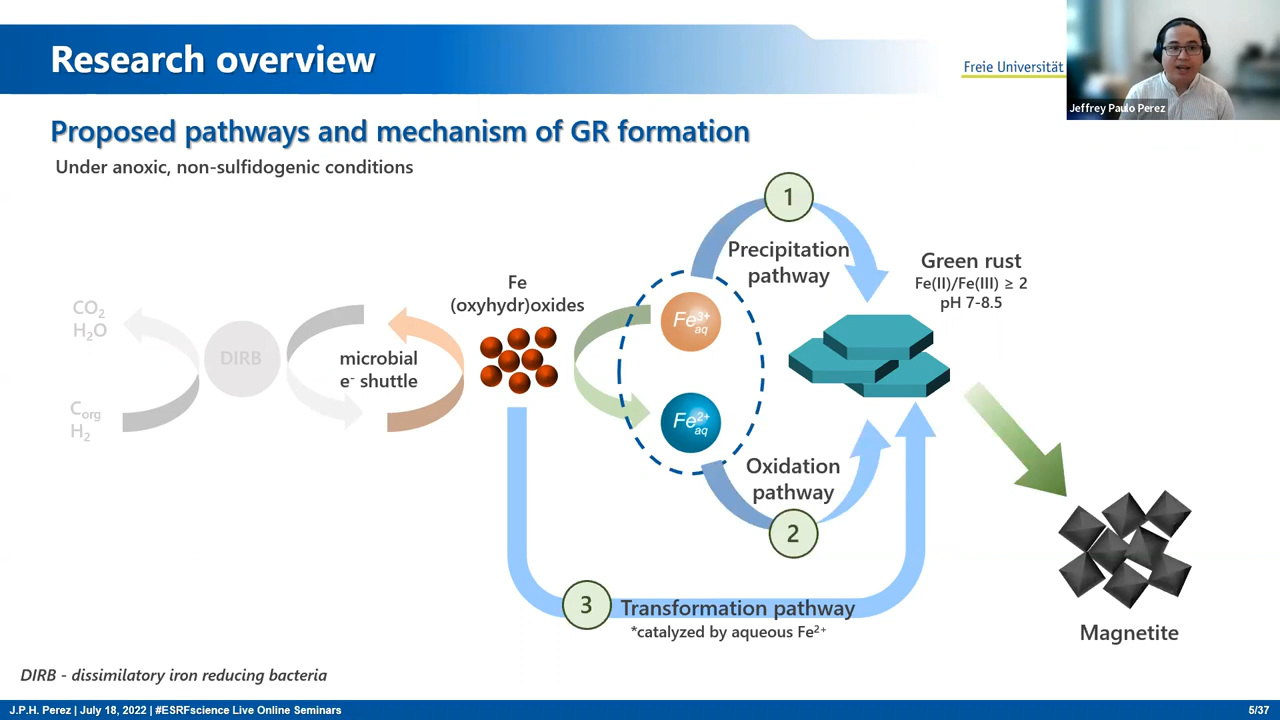 Research overview
Freie Universität
Jeffrey Paulo Perez
Proposed pathways and mechanism of GR formation
Under anoxic, non-sulfidogenic conditions
1
Precipitation
pathway
Green rust
Fe(II)/Fe(III) ≥ 2
pH 7-8.5
Fe
(oxyhydr)oxides
CO₂
H₂O
DIRB
microbial
e⁻ shuttle
C_org
H₂
Fe³⁺_aq
Fe²⁺_aq
Oxidation
pathway
2
3
Transformation pathway
*catalyzed by aqueous Fe²⁺
Magnetite
DIRB - dissimilatory iron reducing bacteria
J.P.H. Perez | July 18, 2022 | #ESRFscience Live Online Seminars
5/37